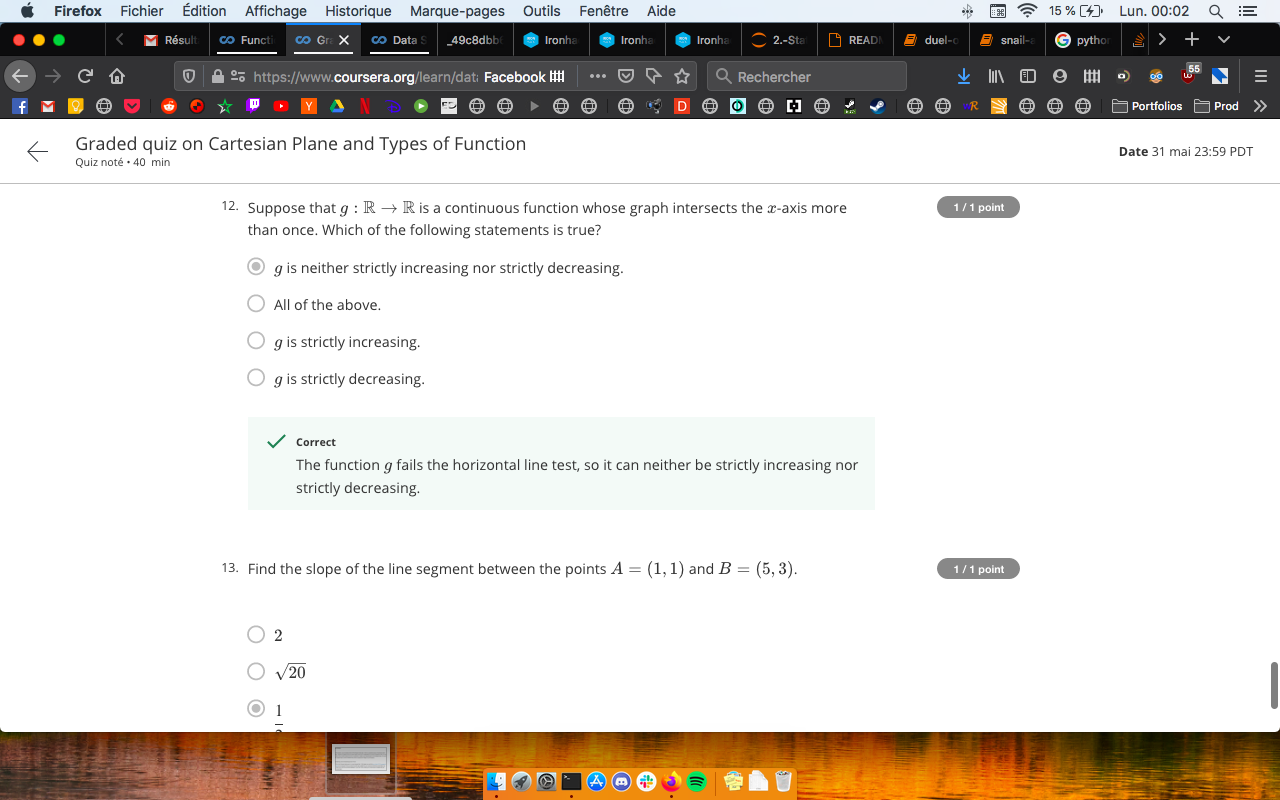 Firefox Fichier Édition Affichage Historique Marque-pages Outils Fenêtre Aide 15 % Lun. 00:02
Résult Functi Gr Data S _49c8dbb Ironha Ironha Ironha 2.-Sta READ duel-o snail-a pytho
https://www.coursera.org/learn/dat Facebook Rechercher 55
Portfolios Prod
Graded quiz on Cartesian Plane and Types of Function
Quiz noté • 40 min
Date 31 mai 23:59 PDT
12. Suppose that g : ℝ → ℝ is a continuous function whose graph intersects the x-axis more 1 / 1 point
than once. Which of the following statements is true?
g is neither strictly increasing nor strictly decreasing.
All of the above.
g is strictly increasing.
g is strictly decreasing.
Correct
The function g fails the horizontal line test, so it can neither be strictly increasing nor
strictly decreasing.
13. Find the slope of the line segment between the points A = (1, 1) and B = (5, 3). 1 / 1 point
2
√20
1